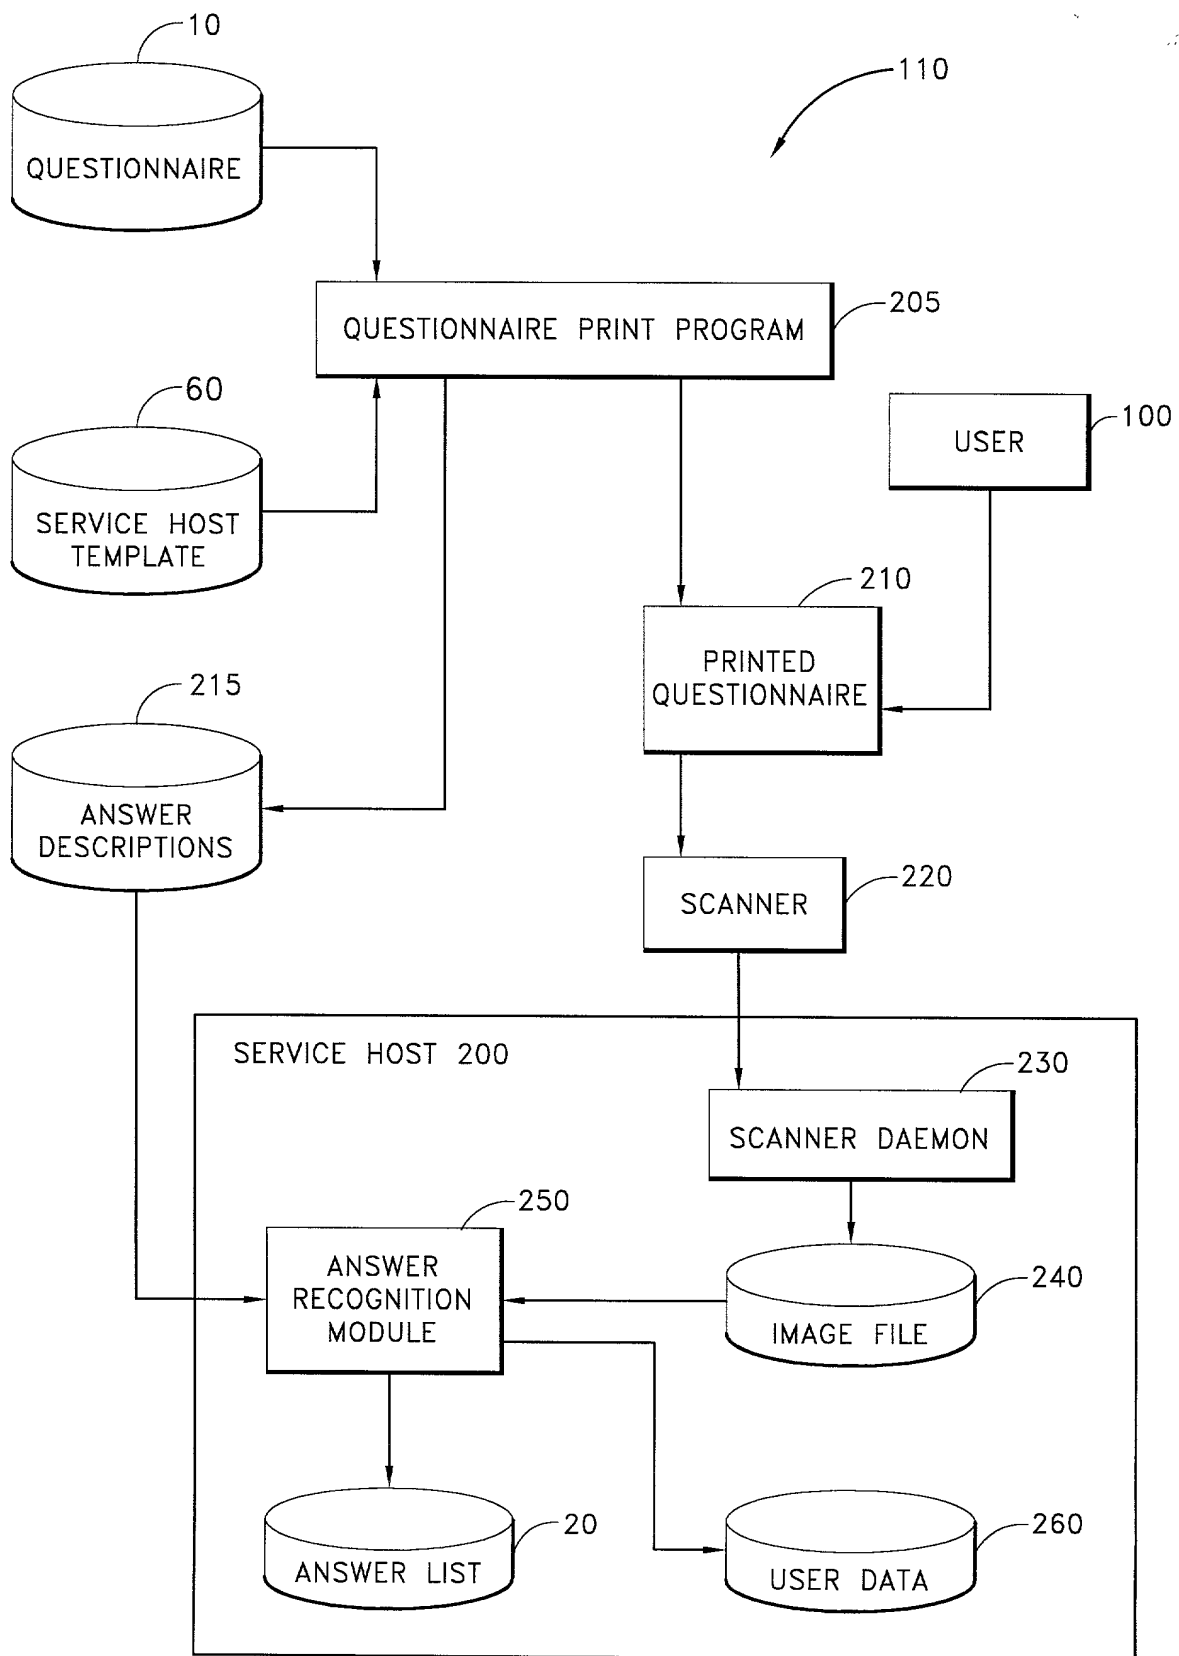 10
110
QUESTIONNAIRE
205
QUESTIONNAIRE PRINT PROGRAM
60
100
USER
SERVICE HOST
TEMPLATE
210
PRINTED
QUESTIONNAIRE
215
ANSWER
DESCRIPTIONS
220
SCANNER
SERVICE HOST 200
230
SCANNER DAEMON
250
ANSWER
RECOGNITION
MODULE
240
IMAGE FILE
20
ANSWER LIST
260
USER DATA